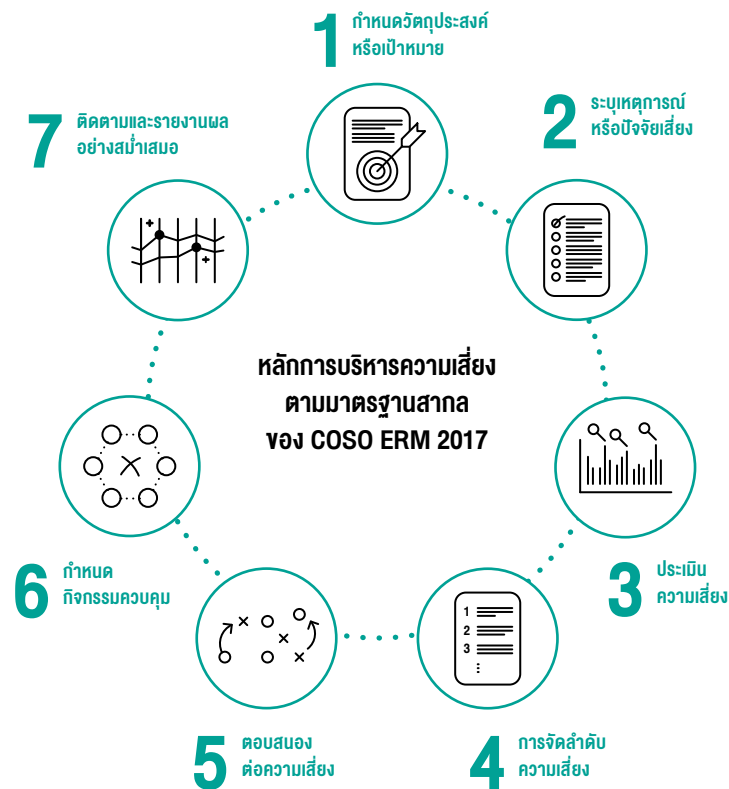 หลักการบริหารความเสี่ยง
ตามมาตรฐานสากล
ของ COSO ERM 2017
1
กำหนดวัตถุประสงค์
หรือเป้าหมาย
2
ระบุเหตุการณ์
หรือปัจจัยเสี่ยง
3
ประเมิน
ความเสี่ยง
4
การจัดลำดับ
ความเสี่ยง
1
2
3
5
ตอบสนอง
ต่อความเสี่ยง
6
กำหนด
กิจกรรมควบคุม
7
ติดตามและรายงานผล
อย่างสม่ำเสมอ